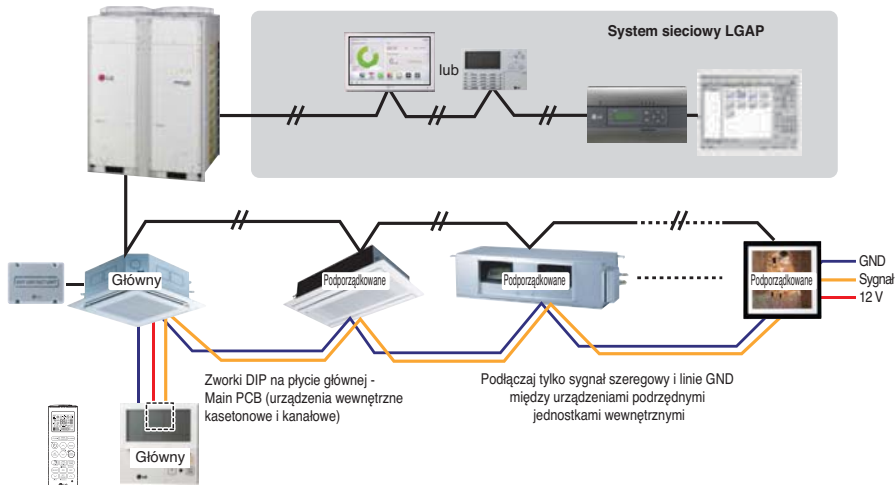 System sieciowy LGAP
lub
Główny
Podporządkowane
Podporządkowane
Podporządkowane
GND
Sygnał
12 V
Zworki DIP na płycie głównej -
Main PCB (urządzenia wewnętrzne
kasetonowe i kanałowe)
Podłączaj tylko sygnał szeregowy i linie GND
między urządzeniami podrzędnymi
jednostkami wewnętrznymi
Główny
LG